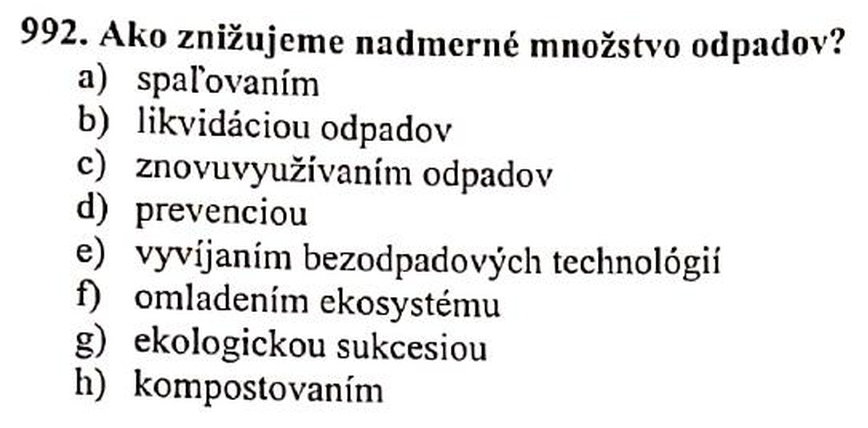 992. Ako znižujeme nadmerné množstvo odpadov?
a) spaľovaním
b) likvidáciou odpadov
c) znovuvyužívaním odpadov
d) prevenciou
e) vyvíjaním bezodpadových technológií
f) omladením ekosystému
g) ekologickou sukcesiou
h) kompostovaním